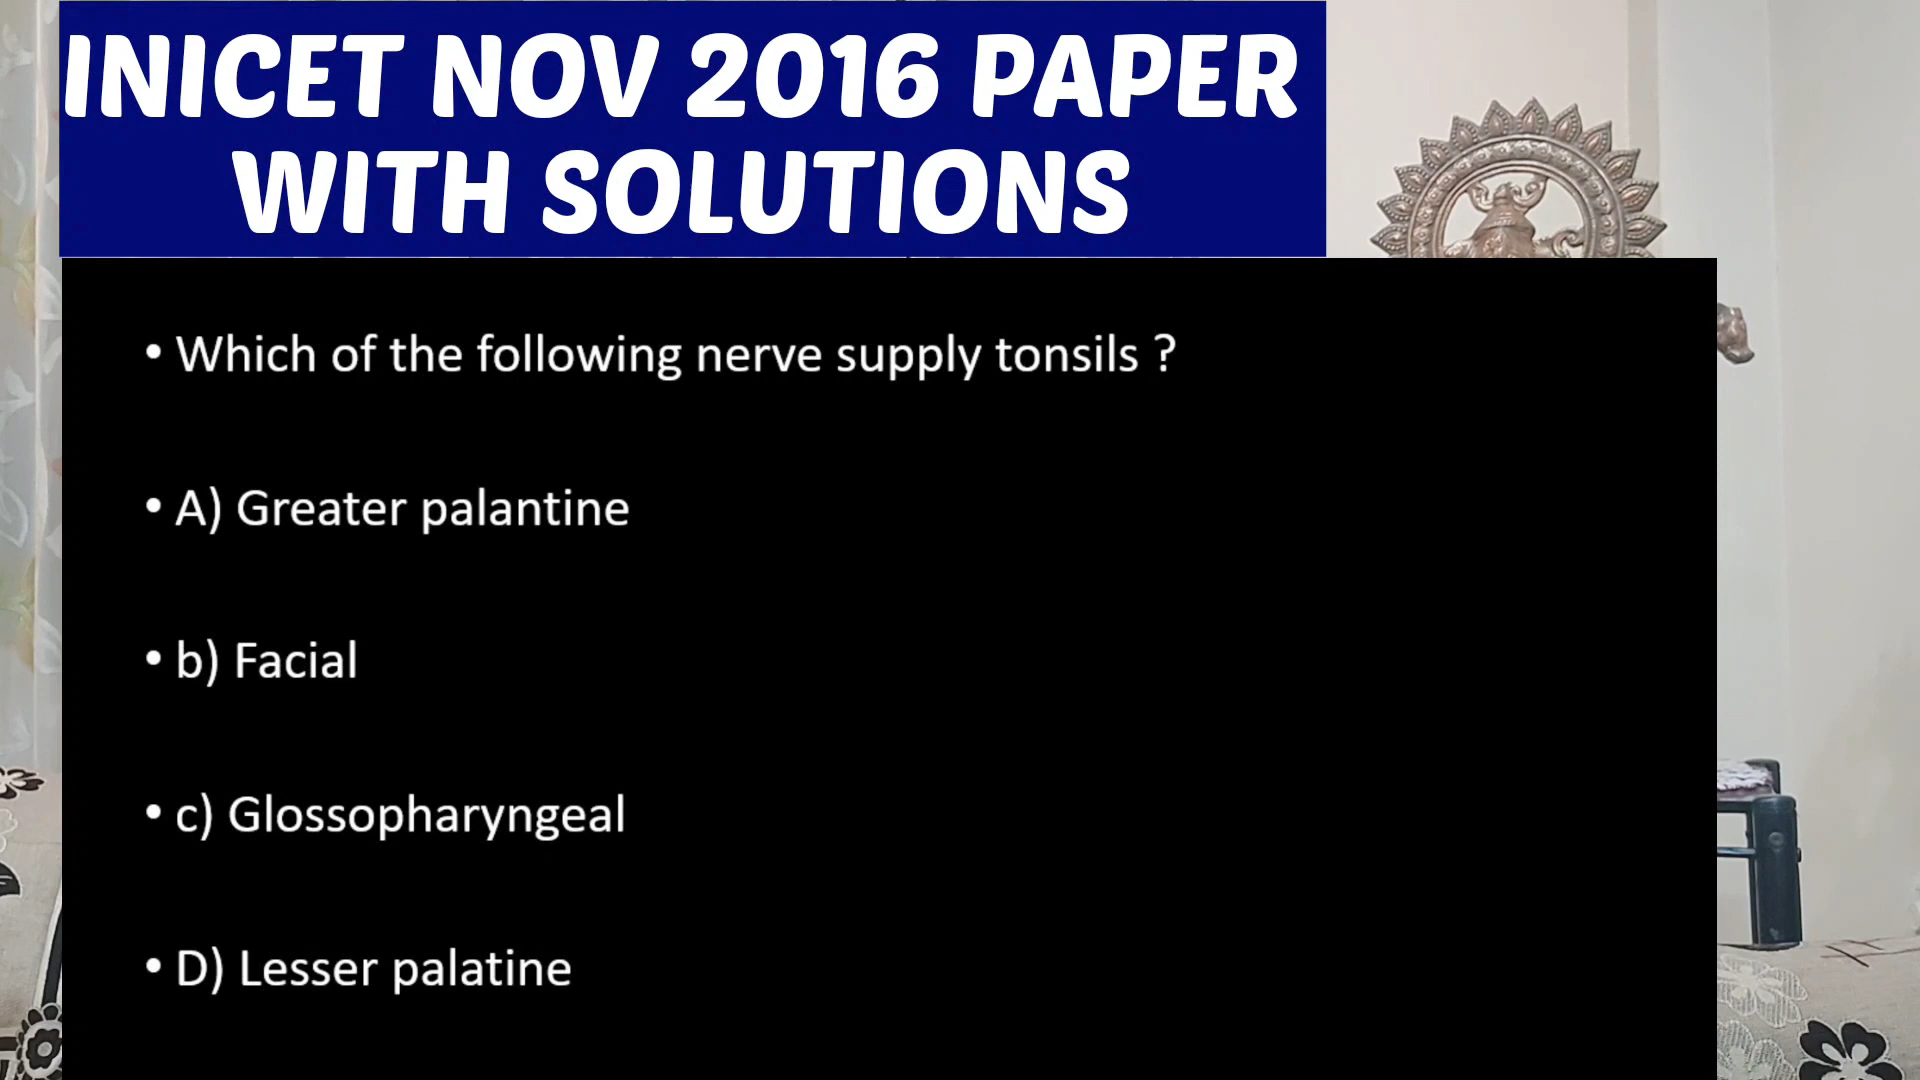 INICET NOV 2016 PAPER
WITH SOLUTIONS
• Which of the following nerve supply tonsils ?
• A) Greater palantine
• b) Facial
• c) Glossopharyngeal
• D) Lesser palatine